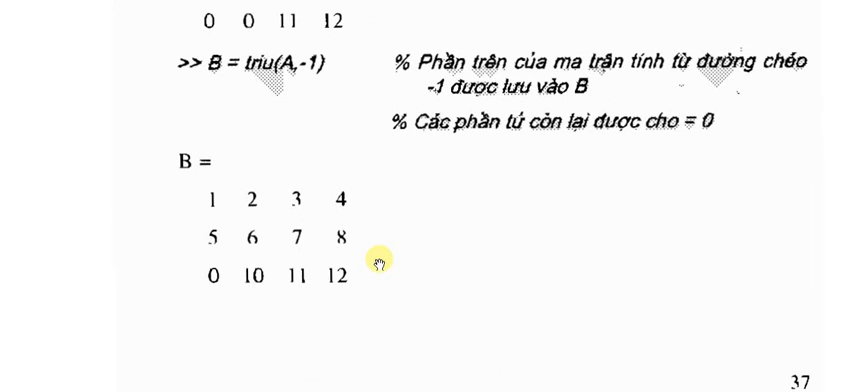 0 0 11 12
>> B = triu(A,-1) % Phần trên của ma trận tính từ đường chéo
-1 được lưu vào B
% Các phần tử còn lại được cho = 0
B =
1 2 3 4
5 6 7 8
0 10 11 12
37